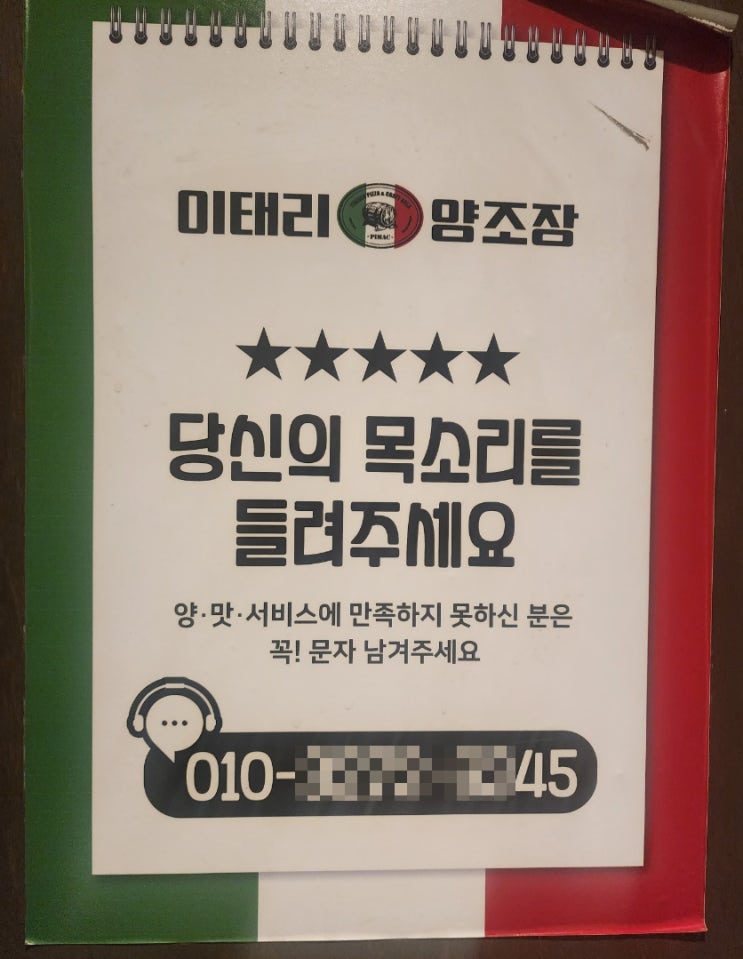 이태리 양조장
당신의 목소리를
들려주세요
양·맛·서비스에 만족하지 못하신 분은
꼭! 문자 남겨주세요
010- 45